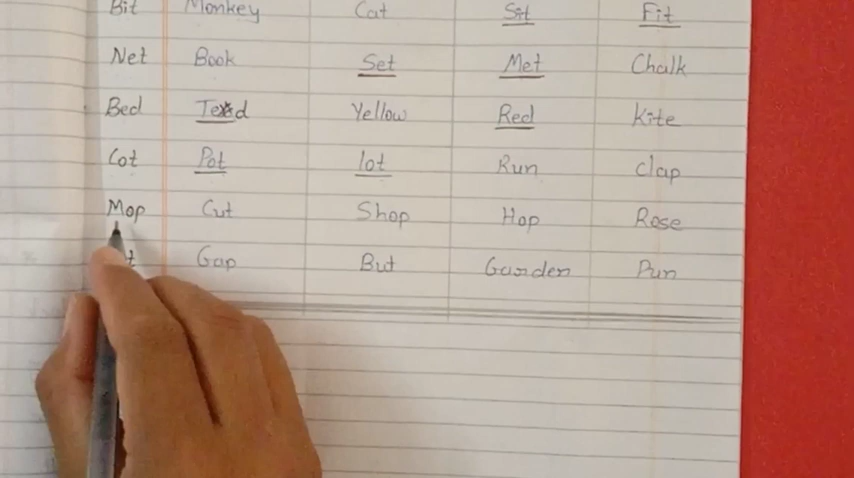 Bit Monkey Cat Sit Fit
Net Book Set Met Chalk
Bed Ted Yellow Red Kite
Cot Pot lot Run Clap
Mop Cut Shop Hop Rose
Gap But Garden Pun